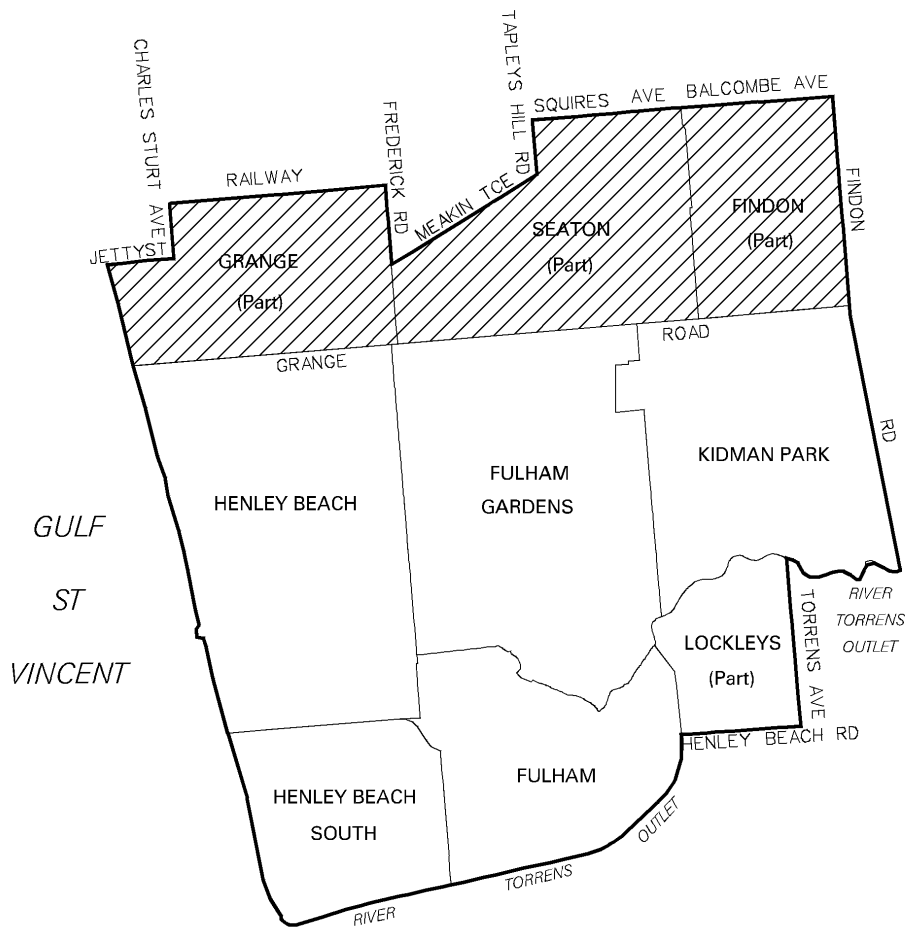 CHARLES STURT AVE
TAPLEYS HILL RD
SQUIRES AVE
BALCOMBE AVE
FREDERICK RD
RAILWAY
MEAKIN TCE
FINDON
RD
JETTYST
GRANGE
(Part)
SEATON
(Part)
FINDON
(Part)
GRANGE
ROAD
HENLEY BEACH
FULHAM
GARDENS
KIDMAN PARK
GULF
ST
VINCENT
RIVER
TORRENS
OUTLET
TORRENS AVE
LOCKLEYS
(Part)
HENLEY BEACH RD
FULHAM
HENLEY BEACH
SOUTH
RIVER
TORRENS
OUTLET